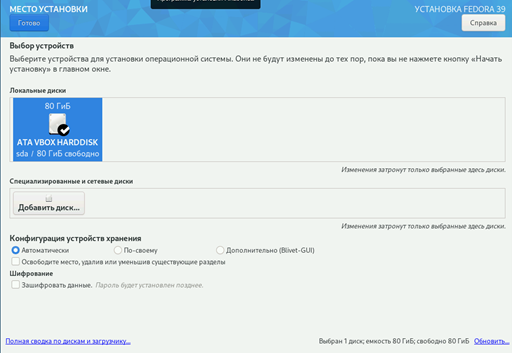 МЕСТО УСТАНОВКИ
УСТАНОВКА FEDORA 39
Готово
Справка
Выбор устройств
Выберите устройства для установки операционной системы. Они не будут изменены до тех пор, пока вы не нажмете кнопку «Начать
установку» в главном окне.
Локальные диски
80 ГиБ
ATA VBOX HARDDISK
sda / 80 ГиБ свободно
Изменения затронут только выбранные здесь диски.
Специализированные и сетевые диски
Добавить диск...
Изменения затронут только выбранные здесь диски.
Конфигурация устройств хранения
Автоматически
По-своему
Дополнительно (Blivet-GUI)
Освободите место, удалив или уменьшив существующие разделы
Шифрование
Зашифровать данные. Пароль будет установлен позднее.
Полная сводка по дискам и загрузчику...
Выбран 1 диск; емкость 80 ГиБ; свободно 80 ГиБ Обновить...